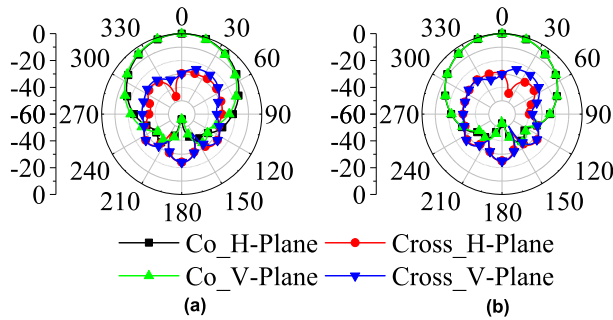 0 0
0 330 30 0 330 30
-20 300 60 -20 300 60
-40 -40
-60 270 90 -60 270 90
-40 -40
-20 240 120 -20 240 120
0 210 150 0 210 150
180 180
Co_H-Plane Cross_H-Plane
Co_V-Plane Cross_V-Plane
(a) (b)